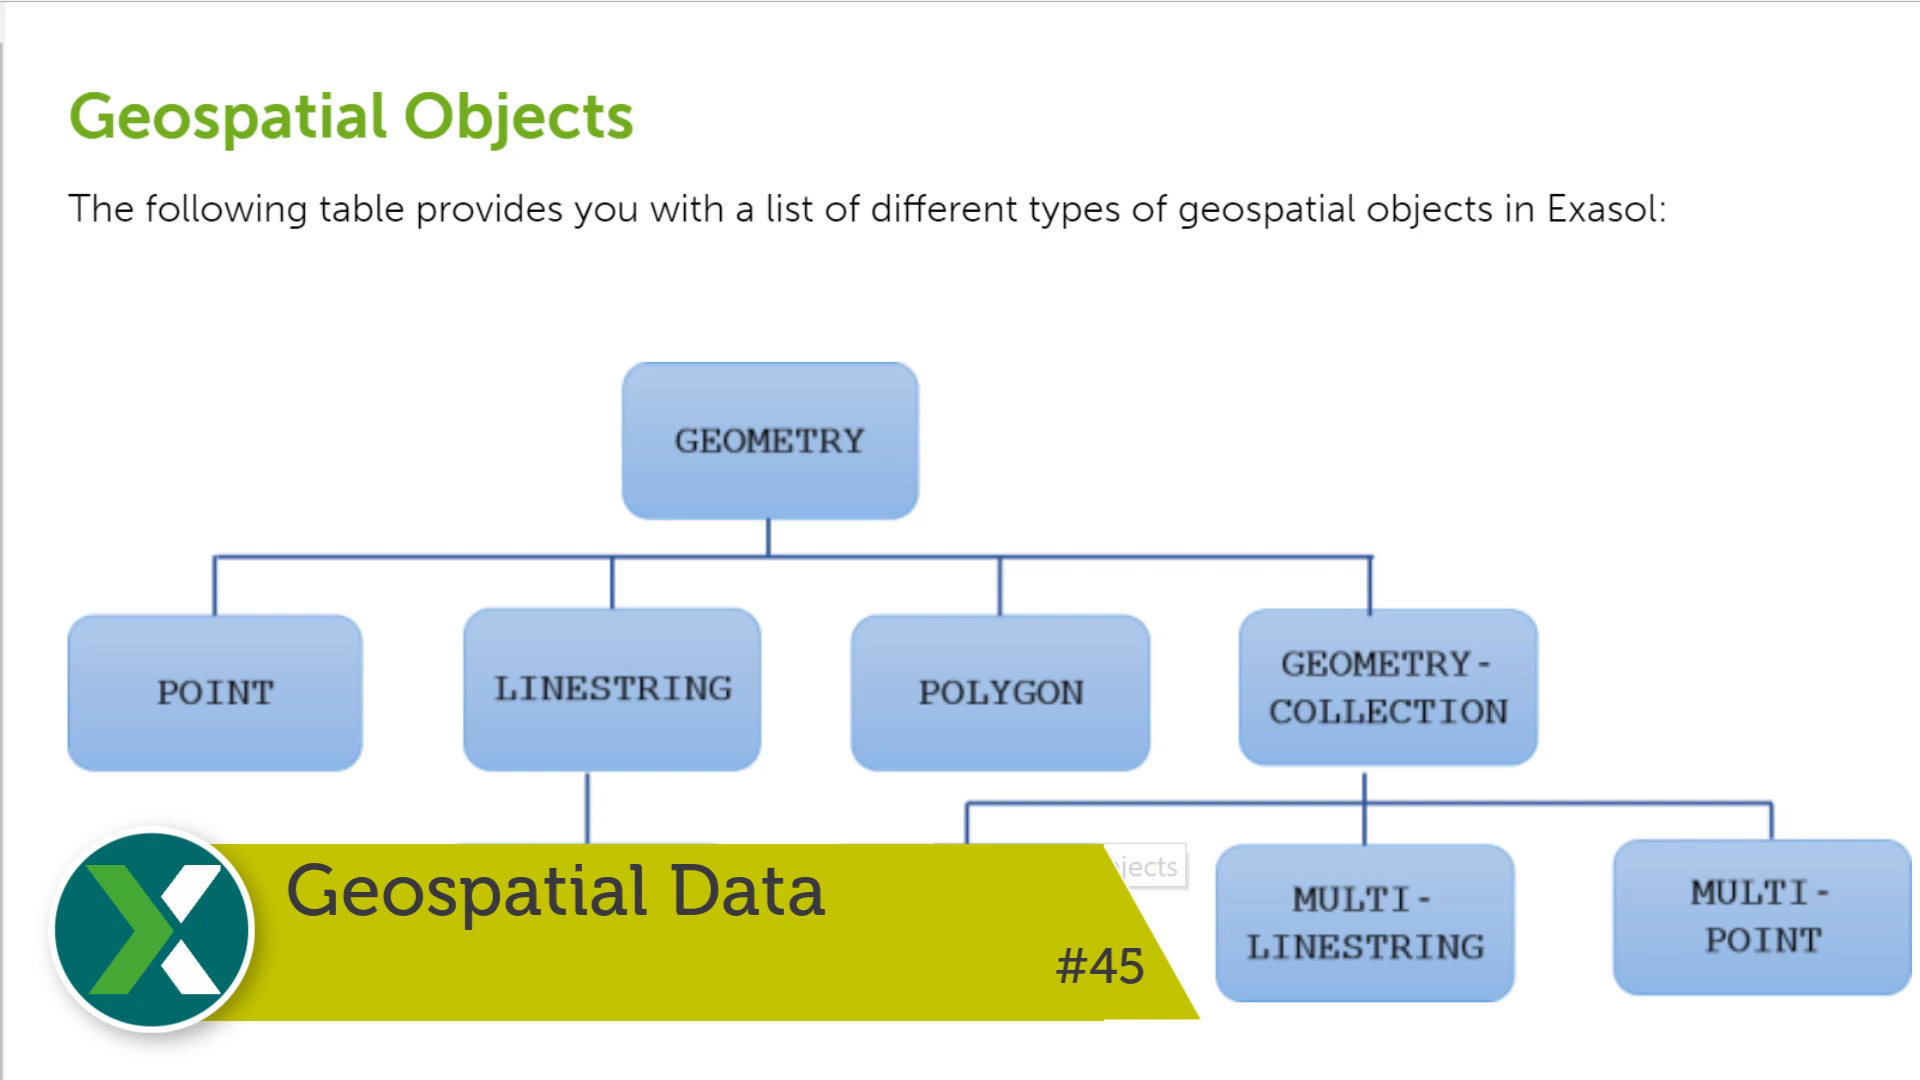 Geospatial Objects
The following table provides you with a list of different types of geospatial objects in Exasol:
GEOMETRY
POINT
LINESTRING
POLYGON
GEOMETRY-
COLLECTION
MULTI-
LINESTRING
MULTI-
POINT
Geospatial Data
#45